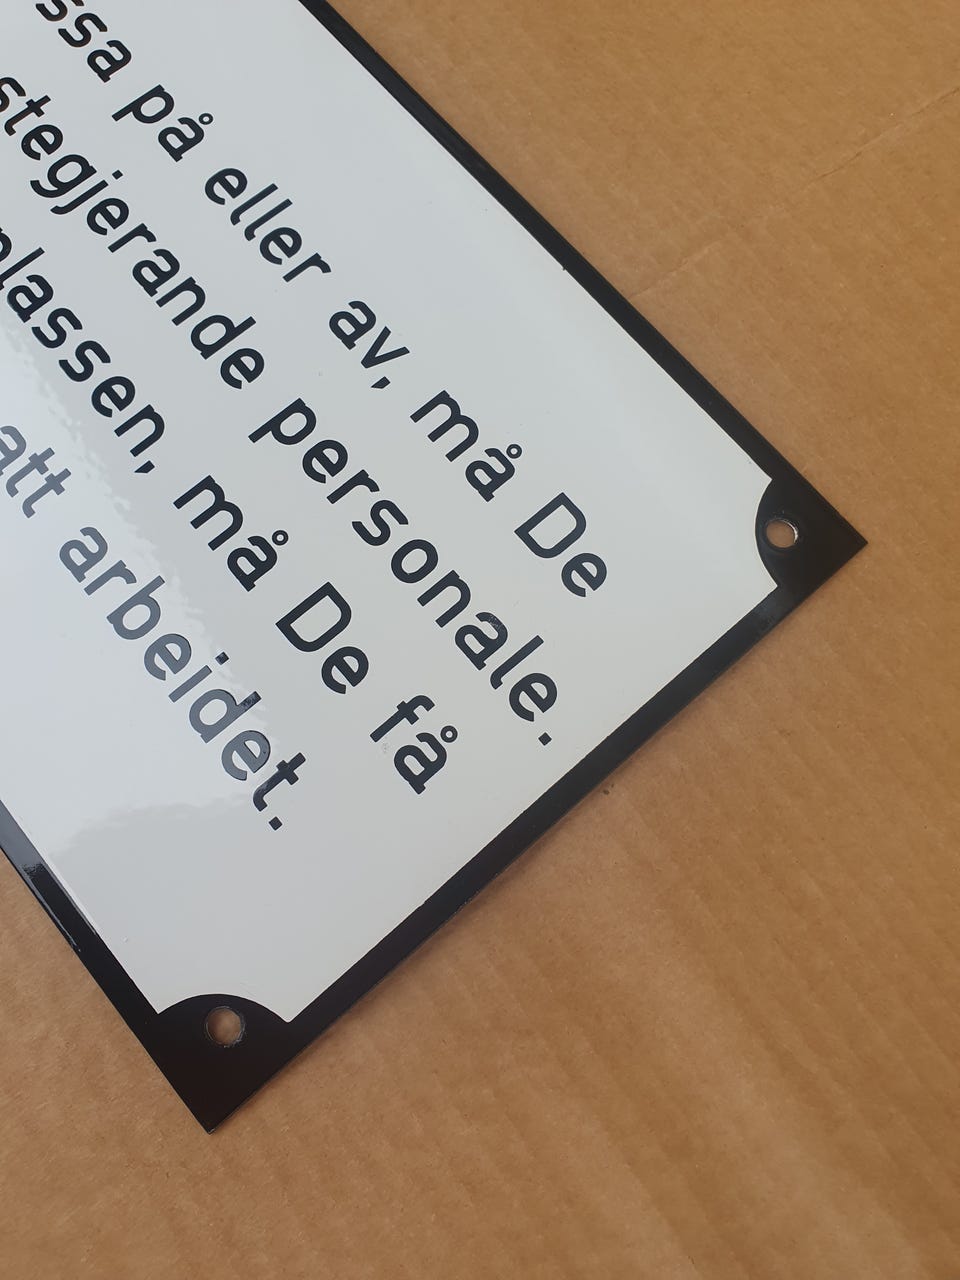 ssa på eller av, må De
stegjerande personale.
plassen, må De få
att arbeidet.